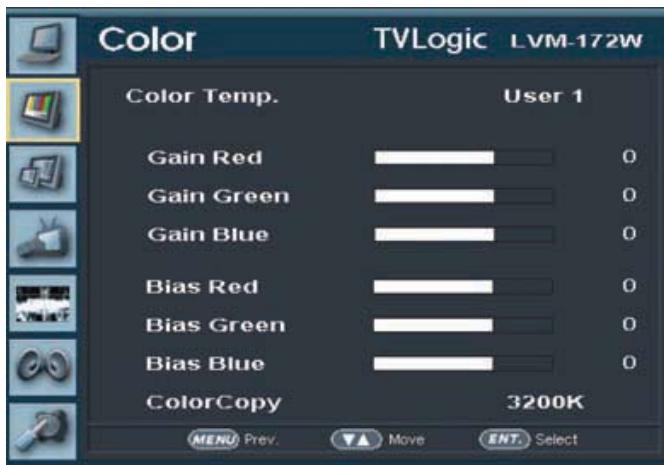 Color TVLogic LVM-172W
Color Temp. User 1
Gain Red 0
Gain Green 0
Gain Blue 0
Bias Red 0
Bias Green 0
Bias Blue 0
ColorCopy 3200K
MENU Prev. ▼▲ Move ENT. Select